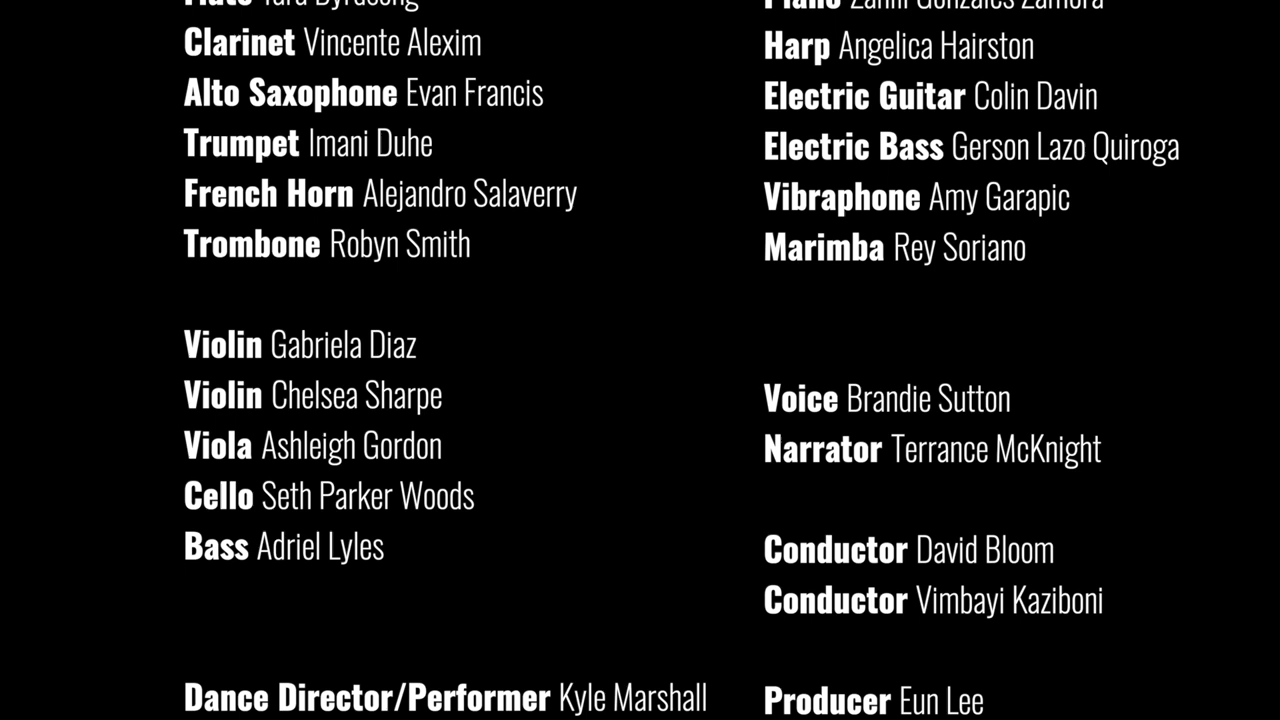 Clarinet Vincente Alexim
Alto Saxophone Evan Francis
Trumpet Imani Duhe
French Horn Alejandro Salaverry
Trombone Robyn Smith
Violin Gabriela Diaz
Violin Chelsea Sharpe
Viola Ashleigh Gordon
Cello Seth Parker Woods
Bass Adriel Lyles
Dance Director/Performer Kyle Marshall
Harp Angelica Hairston
Electric Guitar Colin Davin
Electric Bass Gerson Lazo Quiroga
Vibraphone Amy Garapic
Marimba Rey Soriano
Voice Brandie Sutton
Narrator Terrance McKnight
Conductor David Bloom
Conductor Vimbayi Kaziboni
Producer Eun Lee